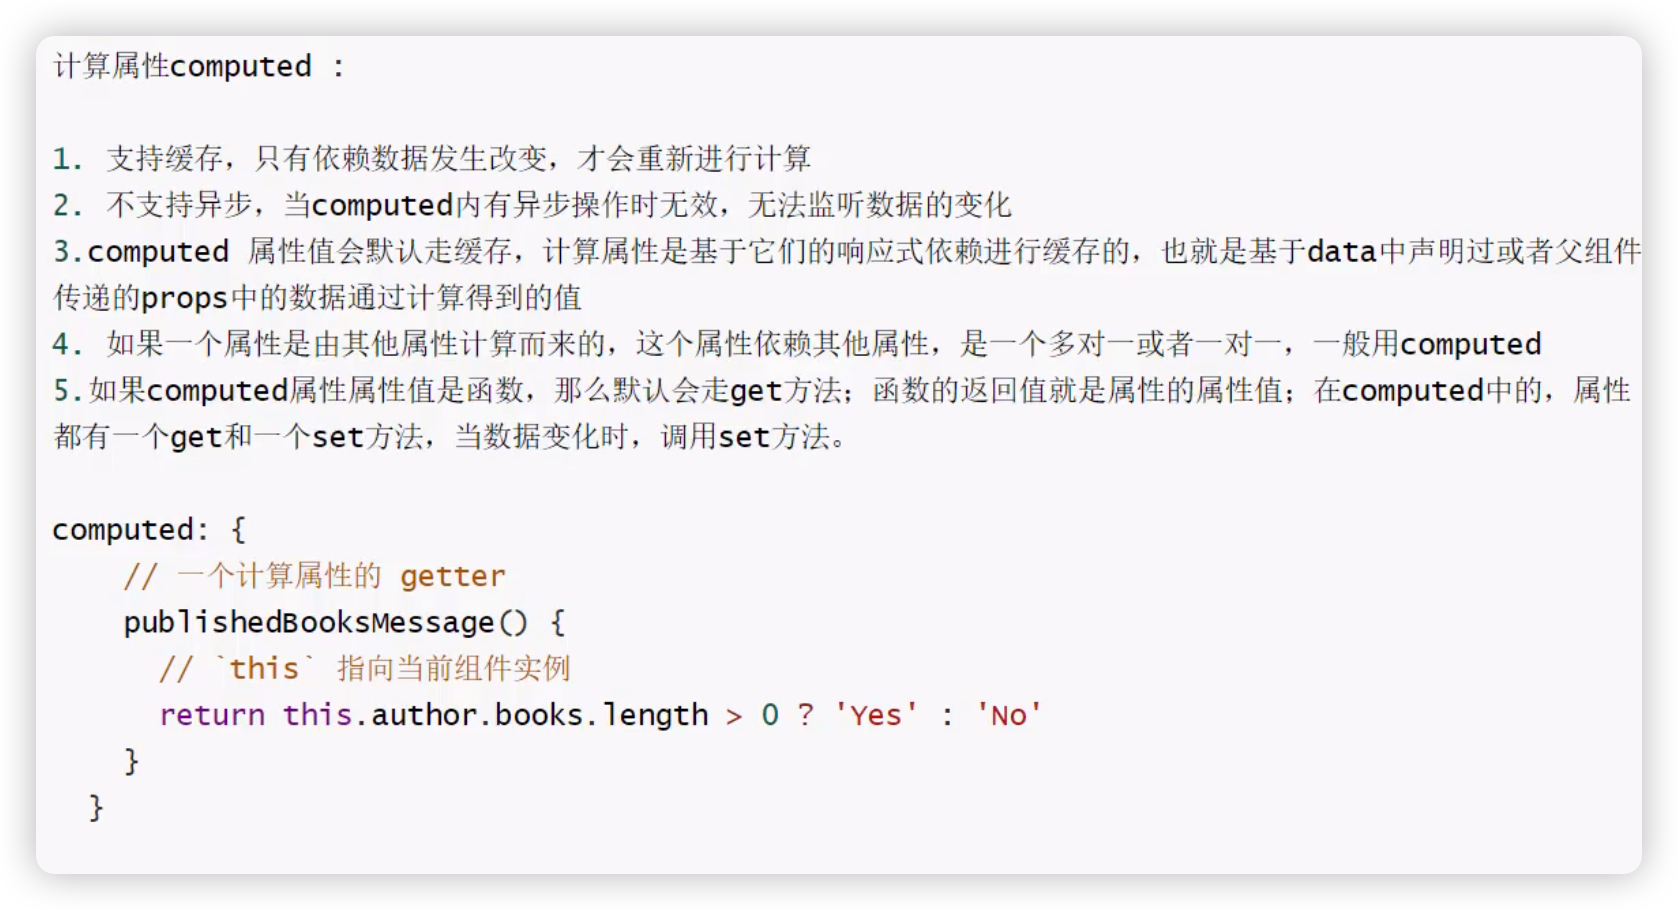 计算属性computed :
1. 支持缓存，只有依赖数据发生改变，才会重新进行计算
2. 不支持异步，当computed内有异步操作时无效，无法监听数据的变化
3.computed 属性值会默认走缓存，计算属性是基于它们的响应式依赖进行缓存的，也就是基于data中声明过或者父组件
传递的props中的数据通过计算得到的值
4. 如果一个属性是由其他属性计算而来的，这个属性依赖其他属性，是一个多对一或者一对一，一般用computed
5.如果computed属性属性值是函数，那么默认会走get方法；函数的返回值就是属性的属性值；在computed中的，属性
都有一个get和一个set方法，当数据变化时，调用set方法。
computed: {
    // 一个计算属性的 getter
    publishedBooksMessage() {
      // `this` 指向当前组件实例
      return this.author.books.length > 0 ? 'Yes' : 'No'
    }
  }